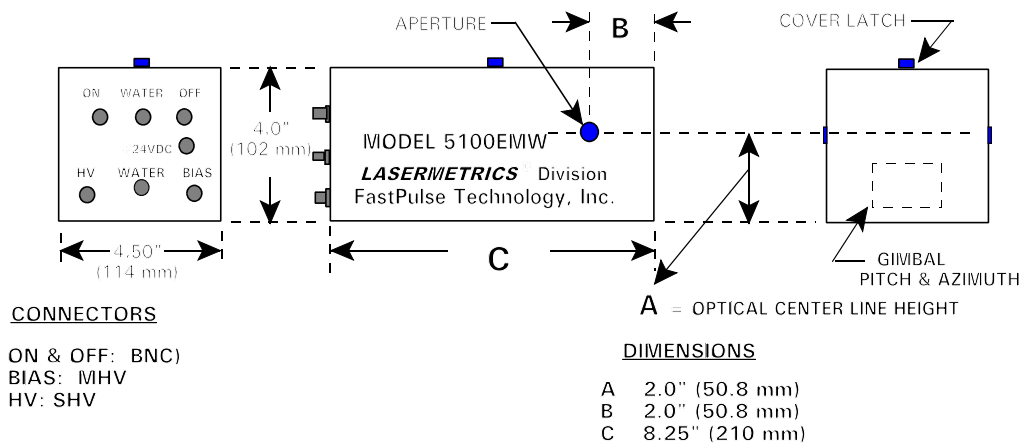 APERTURE
B
COVER LATCH
ON WATER OFF
24VDC
HV WATER BIAS
4.0"
(102 mm)
MODEL 5100EMW
LASERMETRICS Division
FastPulse Technology, Inc.
4.50"
(114 mm)
C
GIMBAL
PITCH & AZIMUTH
A = OPTICAL CENTER LINE HEIGHT
CONNECTORS
ON & OFF: BNC)
BIAS: MHV
HV: SHV
DIMENSIONS
A 2.0" (50.8 mm)
B 2.0" (50.8 mm)
C 8.25" (210 mm)